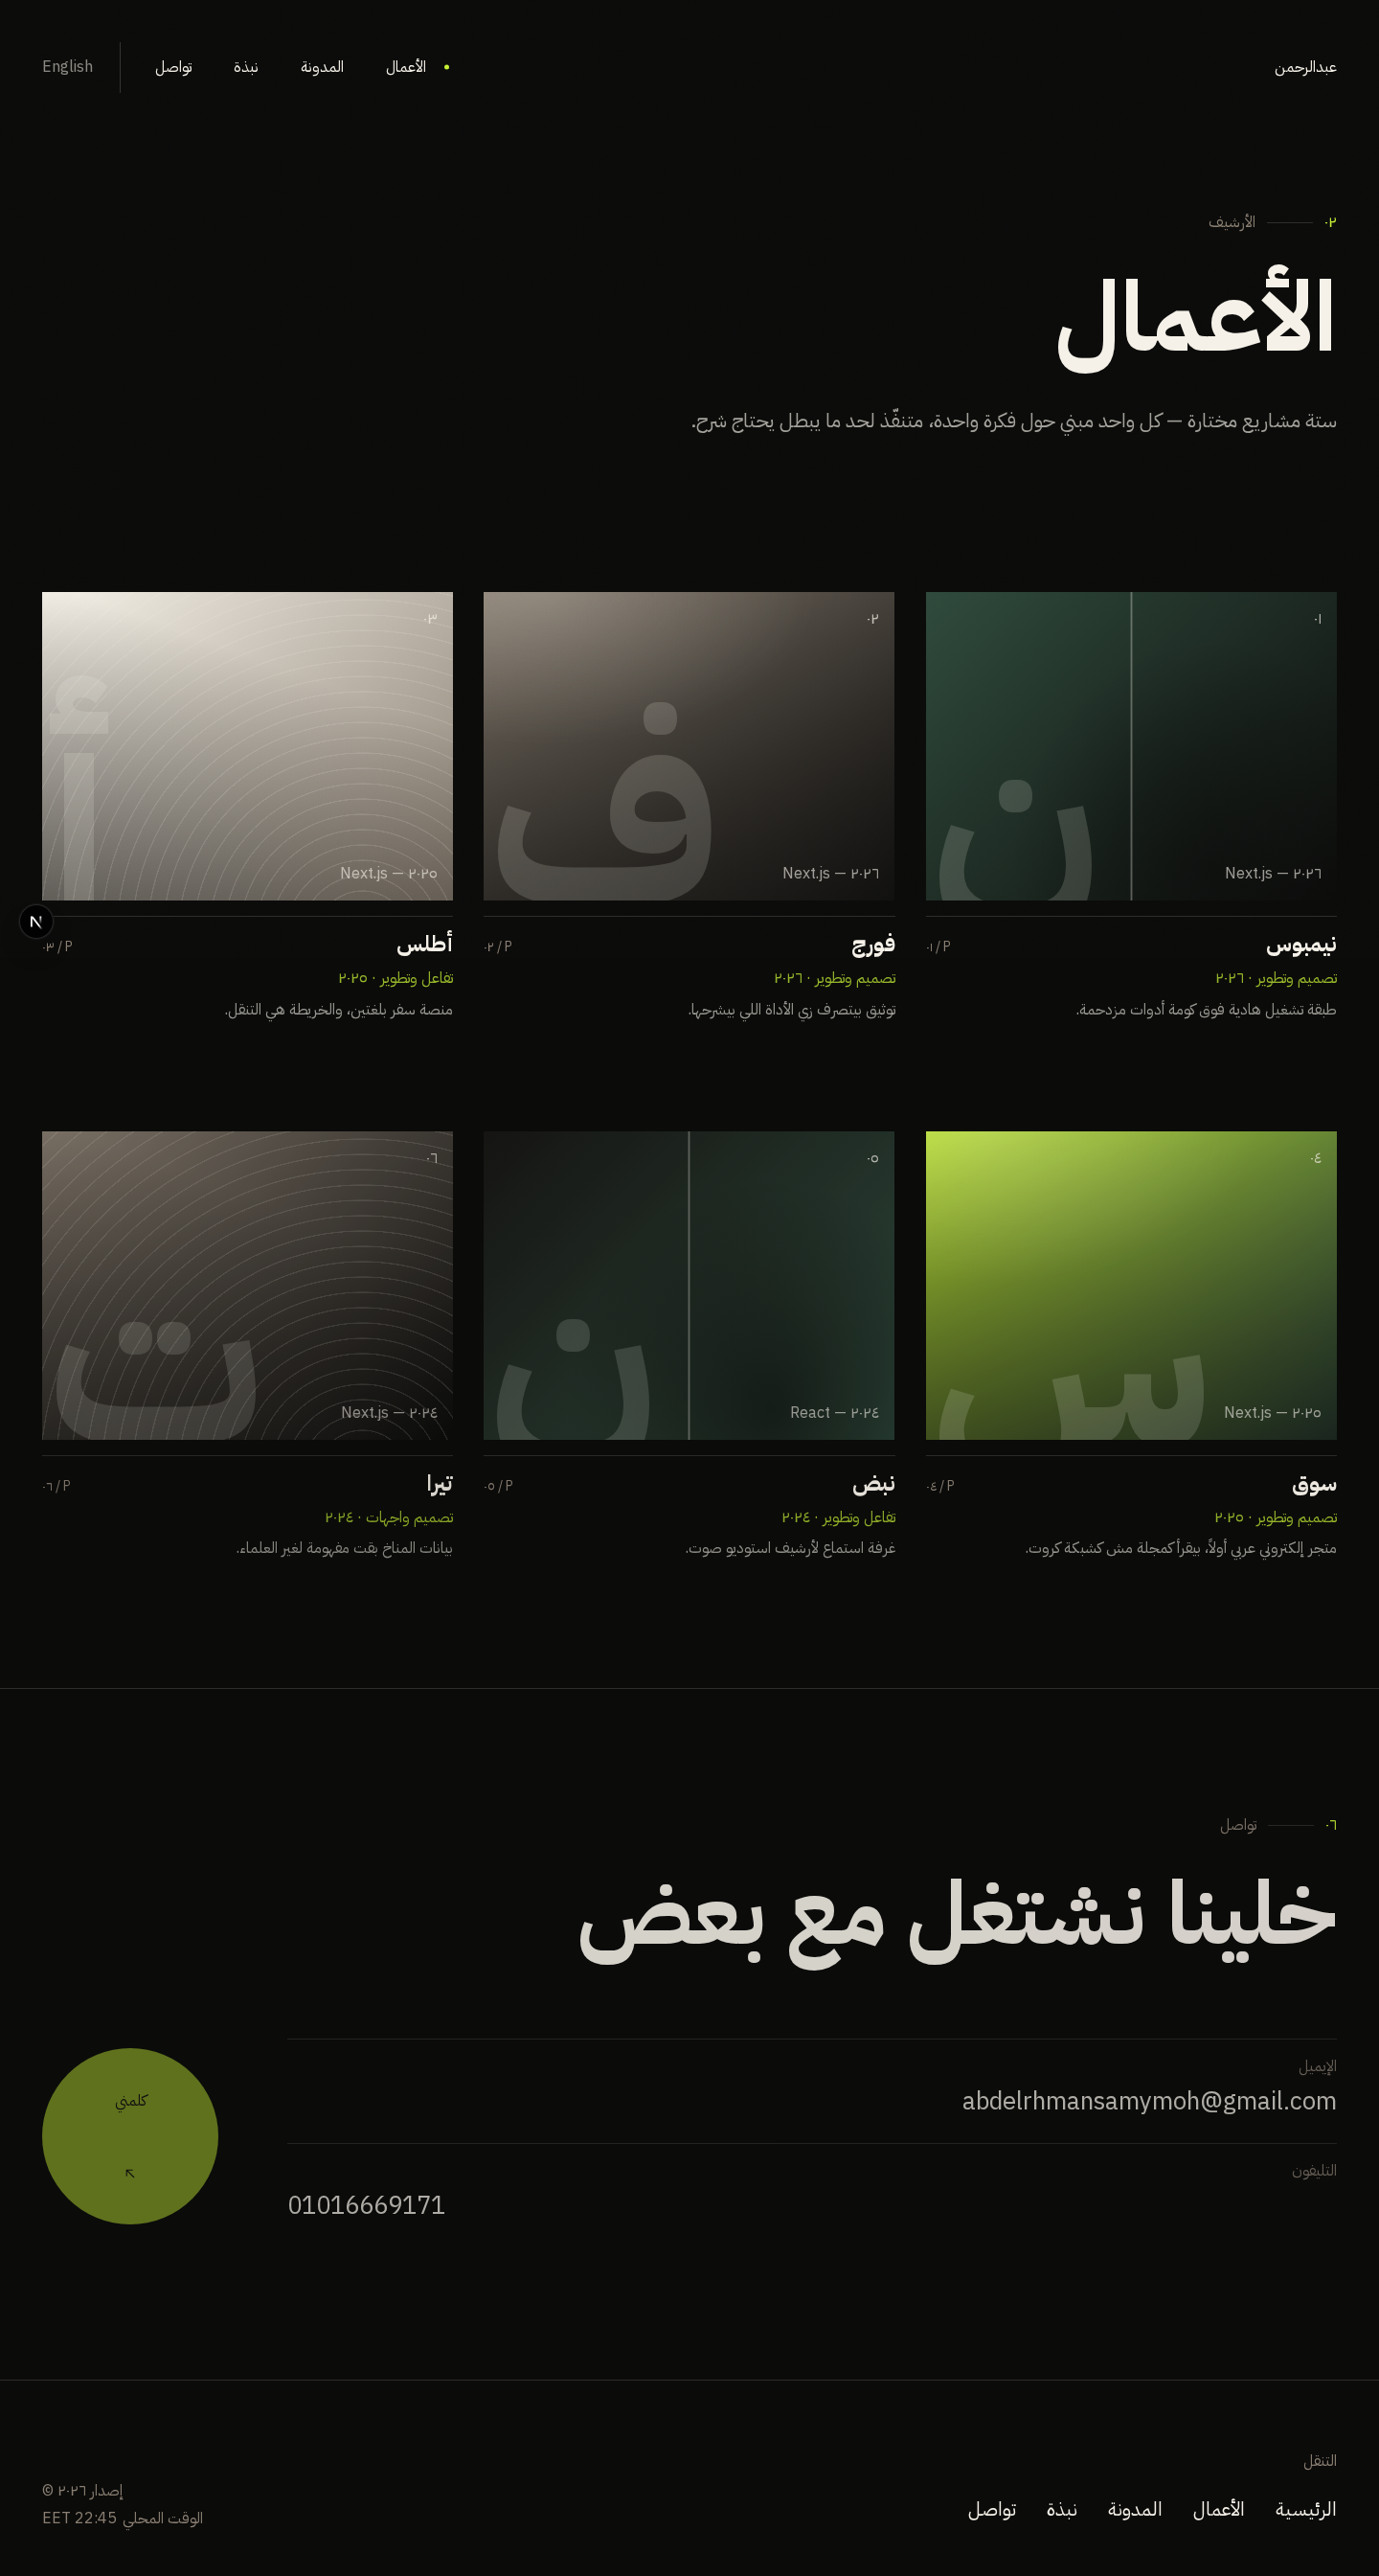 عبدالرحمن
الأعمال
المدونة
نبذة
تواصل
English
٠٢
الأرشيف
الأعمال
ستة مشاريع مختارة — كل واحد مبني حول فكرة واحدة، متنفّذ لحد ما يبطل يحتاج شرح.
٠١
ن
Next.js — ٢٠٢٦
نيمبوس
٠١ / P
تصميم وتطوير · ٢٠٢٦
طبقة تشغيل هادية فوق كومة أدوات مزدحمة.
٠٢
ف
Next.js — ٢٠٢٦
فورج
٠٢ / P
تصميم وتطوير · ٢٠٢٦
توثيق بيتصرف زي الأداة اللي بيشرحها.
٠٣
أ
Next.js — ٢٠٢٥
أطلس
٠٣ / P
تفاعل وتطوير · ٢٠٢٥
منصة سفر بلغتين، والخريطة هي التنقل.
N
٠٤
س
Next.js — ٢٠٢٥
سوق
٠٤ / P
تصميم وتطوير · ٢٠٢٥
متجر إلكتروني عربي أولاً، بيقرأ كمجلة مش كشبكة كروت.
٠٥
ن
React — ٢٠٢٤
نبض
٠٥ / P
تفاعل وتطوير · ٢٠٢٤
غرفة استماع لأرشيف استوديو صوت.
٠٦
ت
Next.js — ٢٠٢٤
تيرا
٠٦ / P
تصميم واجهات · ٢٠٢٤
بيانات المناخ بقت مفهومة لغير العلماء.
٠٦
تواصل
خلينا نشتغل مع بعض
الإيميل
abdelrhmansamymoh@gmail.com
التليفون
01016669171
كلمني
↖
التنقل
الرئيسية
الأعمال
المدونة
نبذة
تواصل
إصدار ٢٠٢٦ ©
الوقت المحلي EET 22:45